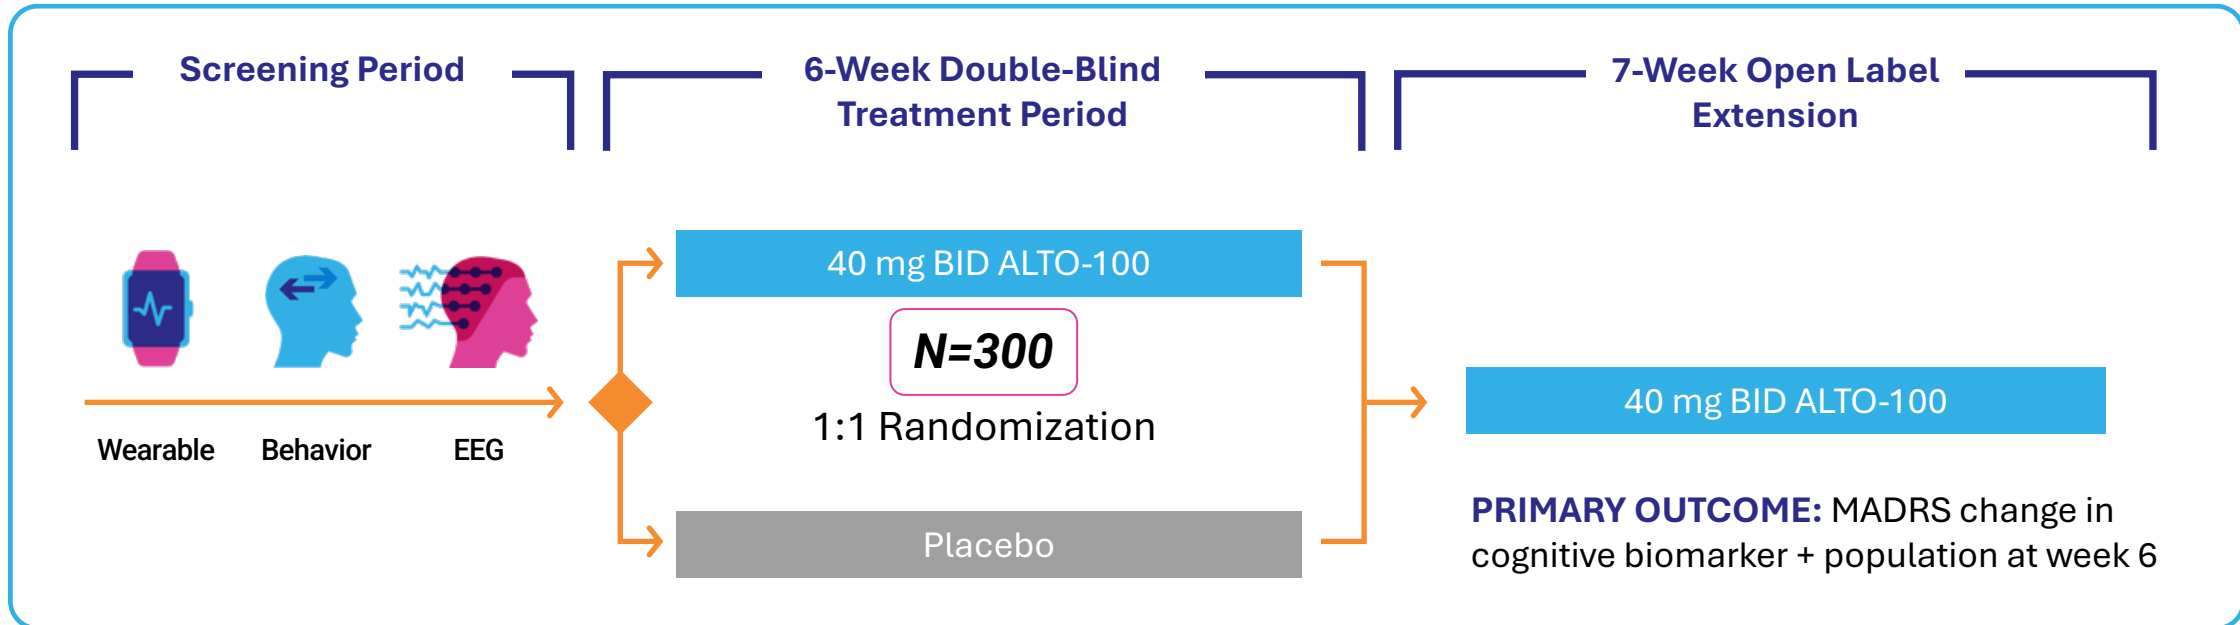 Screening Period
6-Week Double-Blind
Treatment Period
7-Week Open Label
Extension
Wearable
Behavior
EEG
40 mg BID ALTO-100
N=300
1:1 Randomization
Placebo
40 mg BID ALTO-100
PRIMARY OUTCOME: MADRS change in
cognitive biomarker + population at week 6